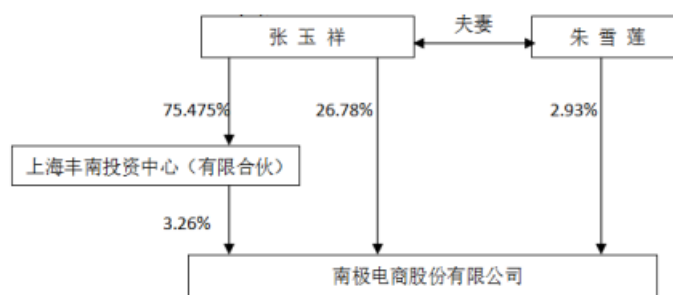 张玉祥
夫妻
朱雪莲
75.475%
26.78%
2.93%
上海丰南投资中心（有限合伙）
3.26%
南极电商股份有限公司